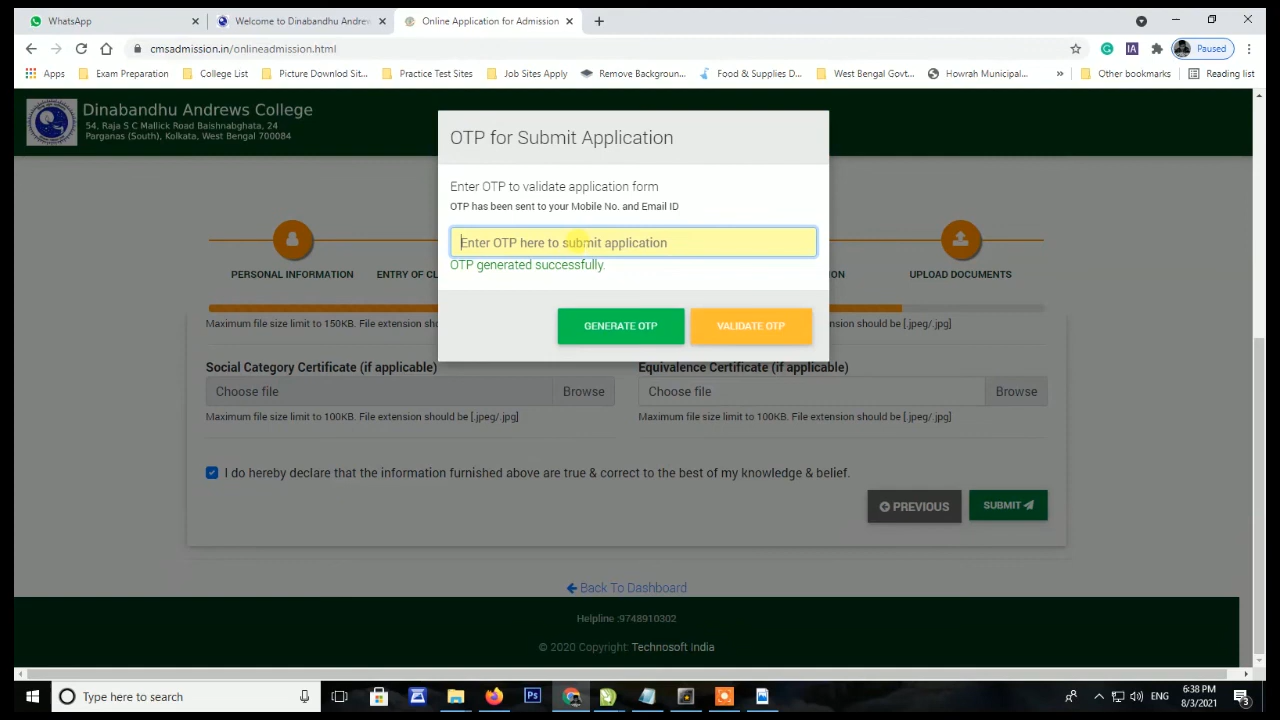 WhatsApp
Welcome to Dinabandhu Andrew
Online Application for Admission
cmsadmission.in/onlineadmission.html
IA
Paused
Apps
Exam Preparation
College List
Picture Downlod Sit...
Practice Test Sites
Job Sites Apply
Remove Backgroun...
Food & Supplies D...
West Bengal Govt...
Howrah Municipal...
»
Other bookmarks
Reading list
Dinabandhu Andrews College
54, Raja S C Mallick Road Baishnabghata, 24
Parganas (South), Kolkata, West Bengal 700084
OTP for Submit Application
Enter OTP to validate application form
OTP has been sent to your Mobile No. and Email ID
Enter OTP here to submit application
OTP generated successfully.
GENERATE OTP
VALIDATE OTP
PERSONAL INFORMATION
ENTRY OF CL
ON
UPLOAD DOCUMENTS
Maximum file size limit to 150KB. File extension sho
nsion should be [.jpeg/.jpg]
Social Category Certificate (if applicable)
Equivalence Certificate (if applicable)
Choose file
Browse
Choose file
Browse
Maximum file size limit to 100KB. File extension should be [.jpeg/.jpg]
Maximum file size limit to 100KB. File extension should be [.jpeg/.jpg]
I do hereby declare that the information furnished above are true & correct to the best of my knowledge & belief.
PREVIOUS
SUBMIT
Back To Dashboard
Helpline :9748910302
© 2020 Copyright: Technosoft India
Type here to search
Ps
ENG
6:38 PM
8/3/2021
3